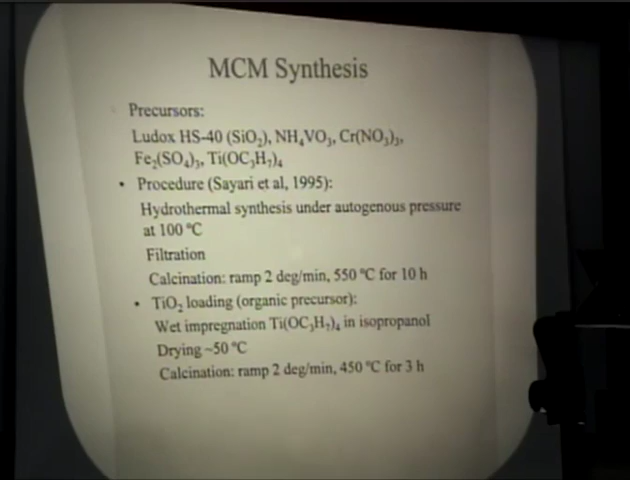 MCM Synthesis
Precursors:
Ludox HS-40 (SiO₂), NH₄VO₃, Cr(NO₃)₃,
Fe₂(SO₄)₃, Ti(OC₃H₇)₄
• Procedure (Sayari et al, 1995):
Hydrothermal synthesis under autogenous pressure
at 100 °C
Filtration
Calcination: ramp 2 deg/min, 550 °C for 10 h
• TiO₂ loading (organic precursor):
Wet impregnation Ti(OC₃H₇)₄ in isopropanol
Drying ~50 °C
Calcination: ramp 2 deg/min, 450 °C for 3 h